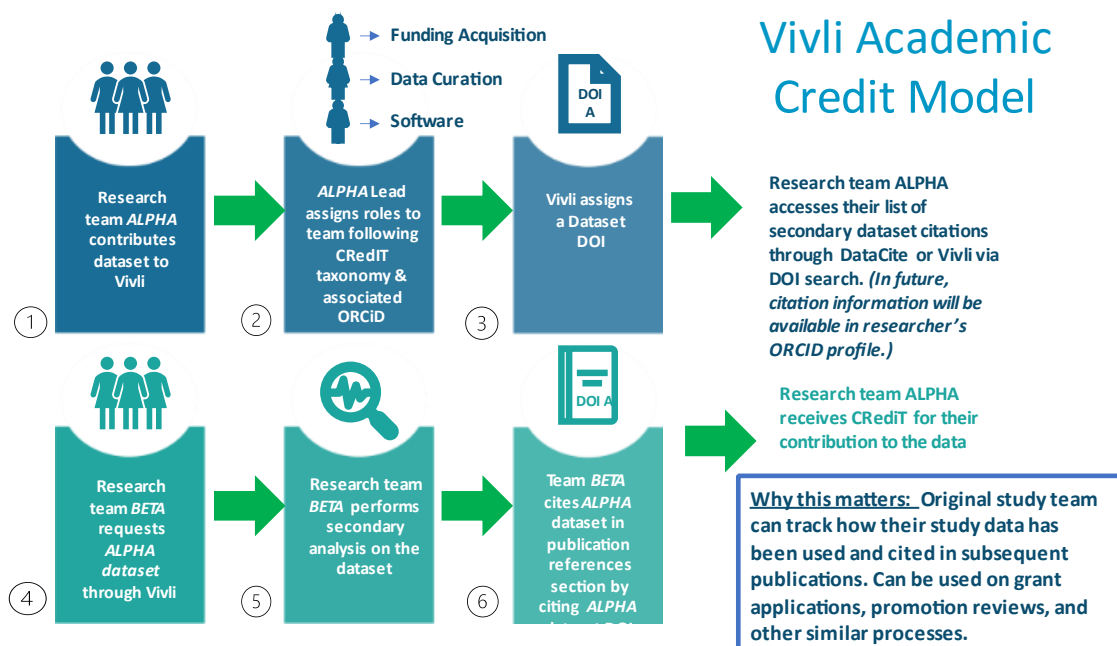 Vivli Academic
Credit Model
Funding Acquisition
Data Curation
Software
DOI
A
Research
team ALPHA
contributes
dataset to
Vivli
1
ALPHA Lead
assigns roles to
team following
CRedIT
taxonomy &
associated
ORCiD
2
Vivli assigns
a Dataset
DOI
3
Research team ALPHA
accesses their list of
secondary dataset citations
through DataCite or Vivli via
DOI search. (In future,
citation information will be
available in researcher's
ORCID profile.)
Research
team BETA
requests
ALPHA
dataset
through Vivli
4
Research team
BETA performs
secondary
analysis on the
dataset
5
DOI A
Team BETA
cites ALPHA
dataset in
publication
references
section by
citing ALPHA
6
Research team ALPHA
receives CRediT for their
contribution to the data
Why this matters: Original study team
can track how their study data has
been used and cited in subsequent
publications. Can be used on grant
applications, promotion reviews, and
other similar processes.